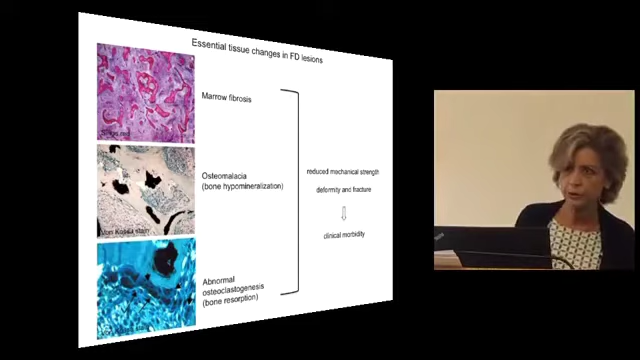 Essential tissue changes in FD lesions
Marrow fibrosis
Osteomalacia
(bone hypomineralization)
Von Kossa stain
Abnormal
osteoclastogenesis
(bone resorption)
reduced mechanical strength
deformity and fracture
clinical morbidity